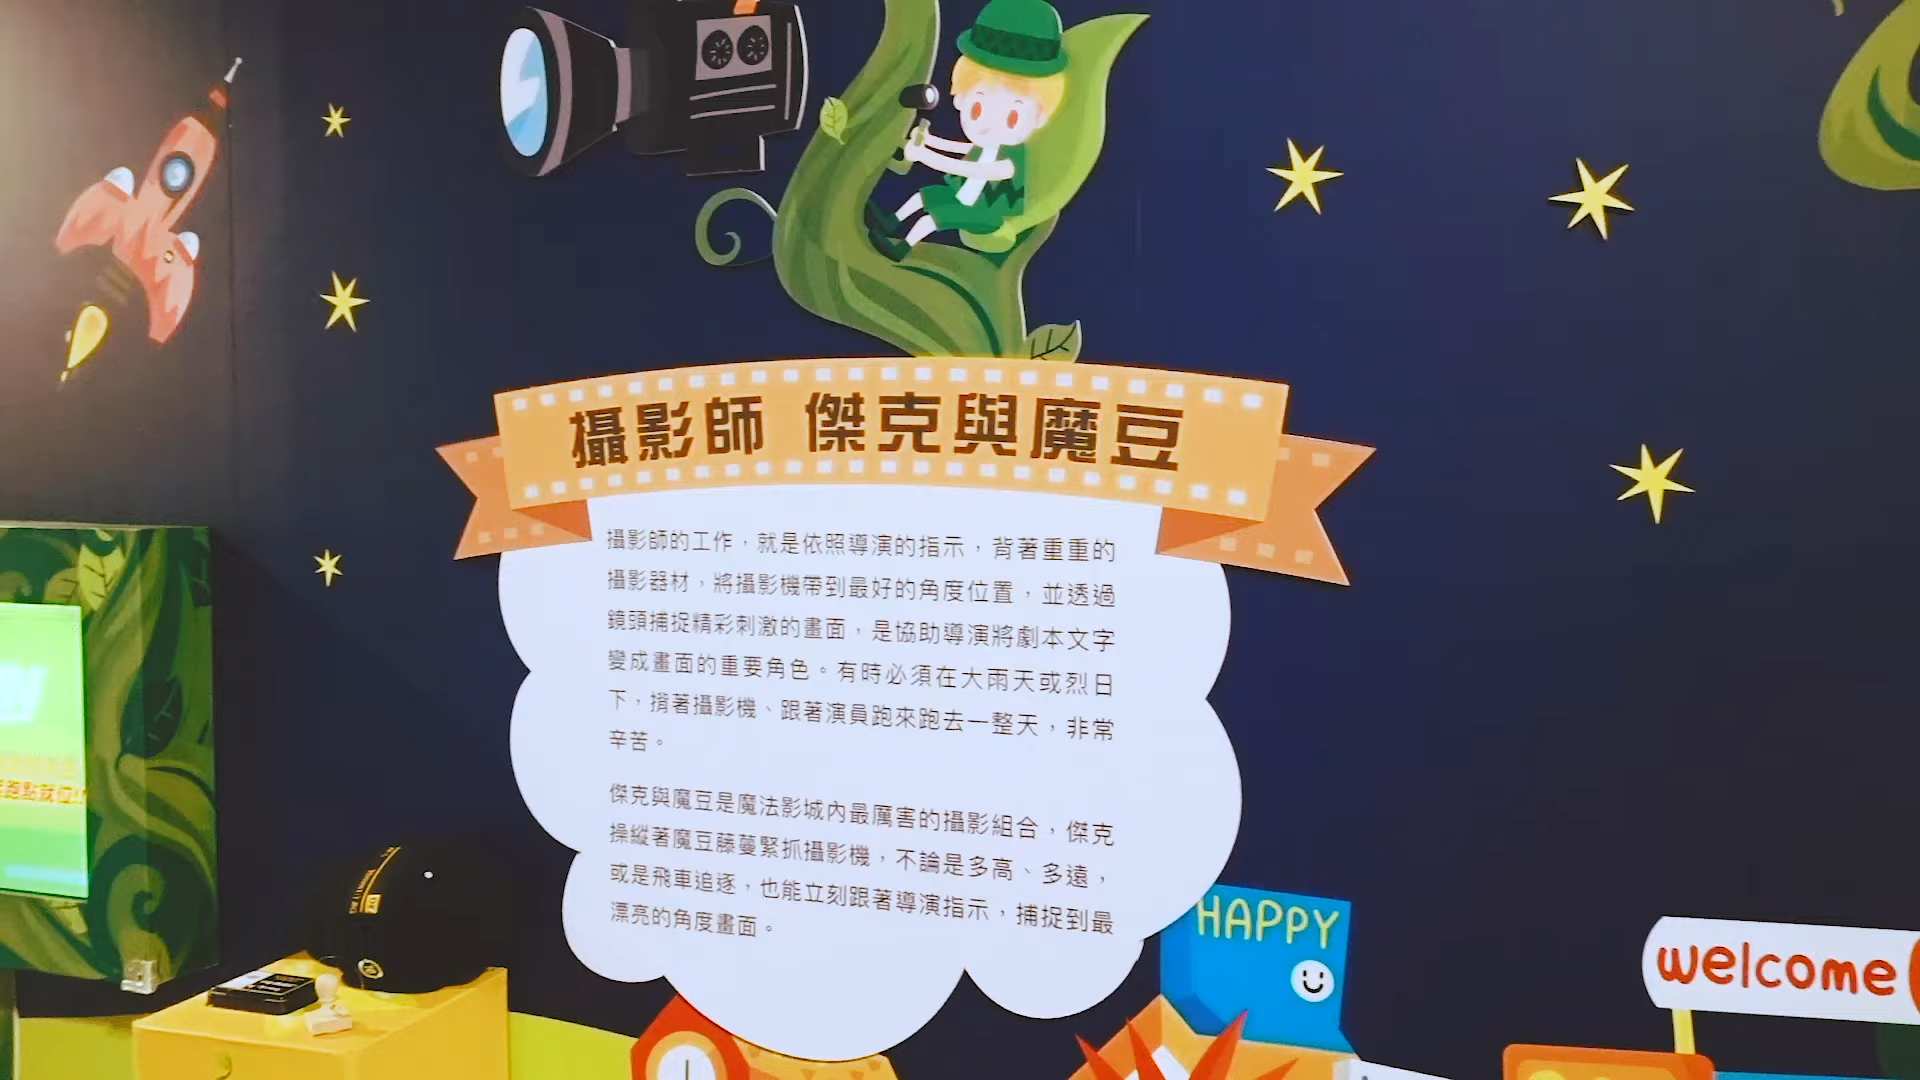 攝影師 傑克與魔豆
攝影師的工作，就是依照導演的指示，背著重重的
攝影器材，將攝影機帶到最好的角度位置，並透過
鏡頭捕捉精彩刺激的畫面，是協助導演將劇本文字
變成畫面的重要角色。有時必須在大雨天或烈日
下，揹著攝影機、跟著演員跑來跑去一整天，非常
辛苦。
傑克與魔豆是魔法影城內最厲害的攝影組合，傑克
操縱著魔豆藤蔓緊抓攝影機，不論是多高、多遠，
或是飛車追逐，也能立刻跟著導演指示，捕捉到最
漂亮的角度畫面。
跑點就位!!
HAPPY
welcome